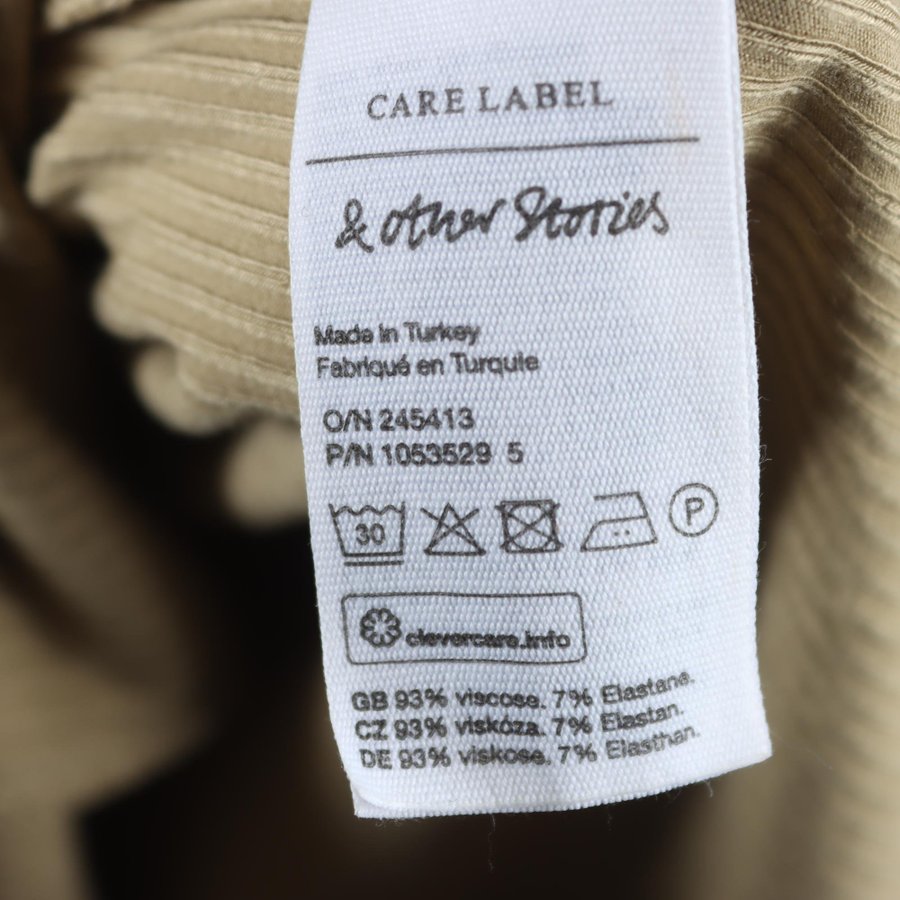 CARE LABEL
& other Stories
Made in Turkey
Fabriqué en Turquie
O/N 245413
P/N 1053529 5
30 P
clevercare.info
GB 93% viscose. 7% Elastane.
CZ 93% viskóza. 7% Elastan.
DE 93% viskose. 7% Elasthan.